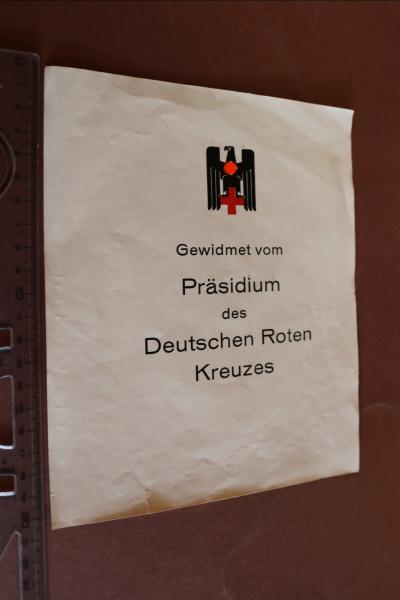 Gewidmet vom
Präsidium
des
Deutschen Roten
Kreuzes